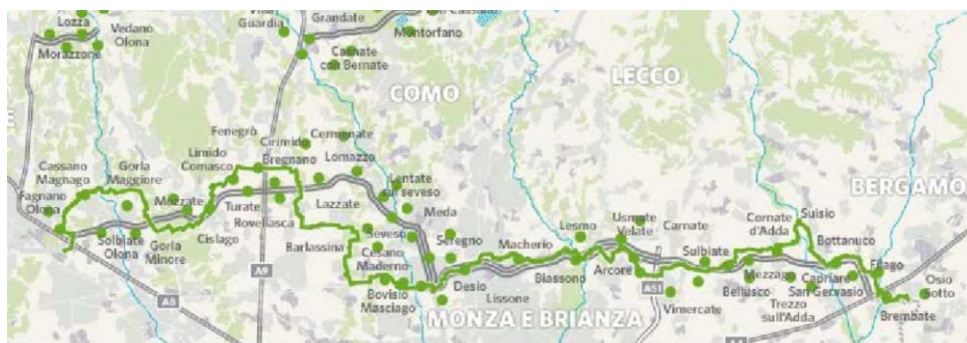 Lozza
Vedano
Olona
Morazzone
Guardia
Grandate
Montorfano
con Bernate
COMO
LECCO
BERGAMO
Fenegrò
Cermenate
Cirimido
Bregnano
Lomazzo
Limido
Comasco
Cassano
Magnago
Gorla
Maggiore
Fagnano
Olona
Mozzate
Turate
Rovellasca
Lazzate
Lentate
sul seveso
Meda
Solbiate
Olona
Gorla
Minore
Cislago
Barlassina
Seveso
Cesano
Maderno
Seregno
Bovisio
Masciago
Desio
Lissone
Macherio
Biassono
Lesmo
Arcore
Usmate
Velate
Carnate
Sulbiate
Cornate
d'Adda
Suisio
Bottanuco
Filago
Osio
Sotto
Brembate
Mezzago
Bellusco
Capriate
San Gervasio
Trezzo
sull'Adda
Vimercate
MONZA E BRIANZA
A8
A9
A51